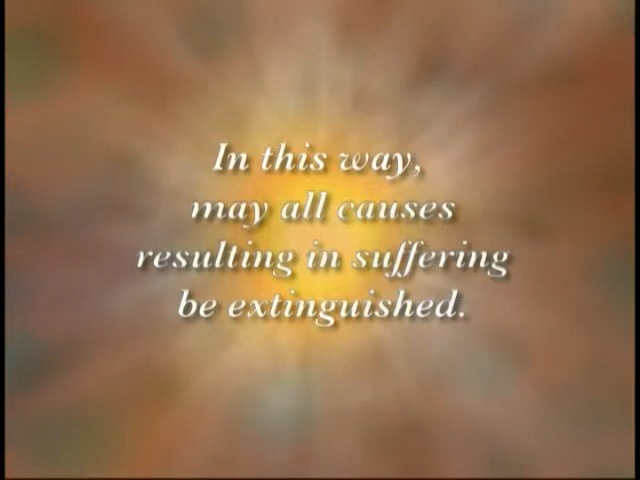 In this way,
may all causes
resulting in suffering
be extinguished.